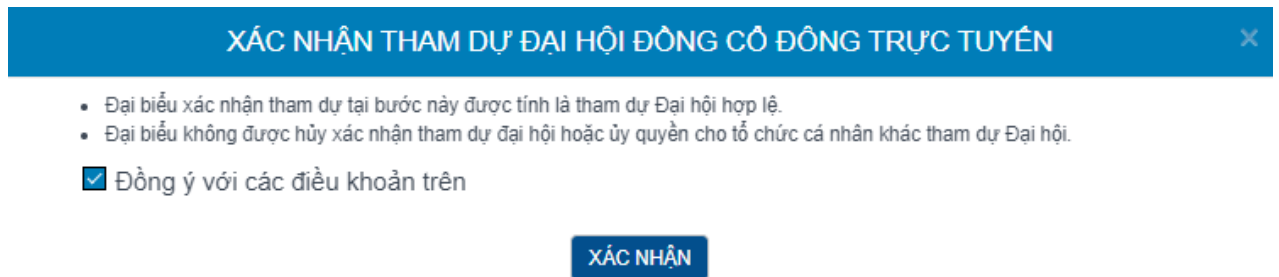 XÁC NHẬN THAM DỰ ĐẠI HỘI ĐỒNG CỔ ĐÔNG TRỰC TUYẾN
Đại biểu xác nhận tham dự tại bước này được tính là tham dự Đại hội hợp lệ.
Đại biểu không được hủy xác nhận tham dự đại hội hoặc ủy quyền cho tổ chức cá nhân khác tham dự Đại hội.
Đồng ý với các điều khoản trên
XÁC NHẬN